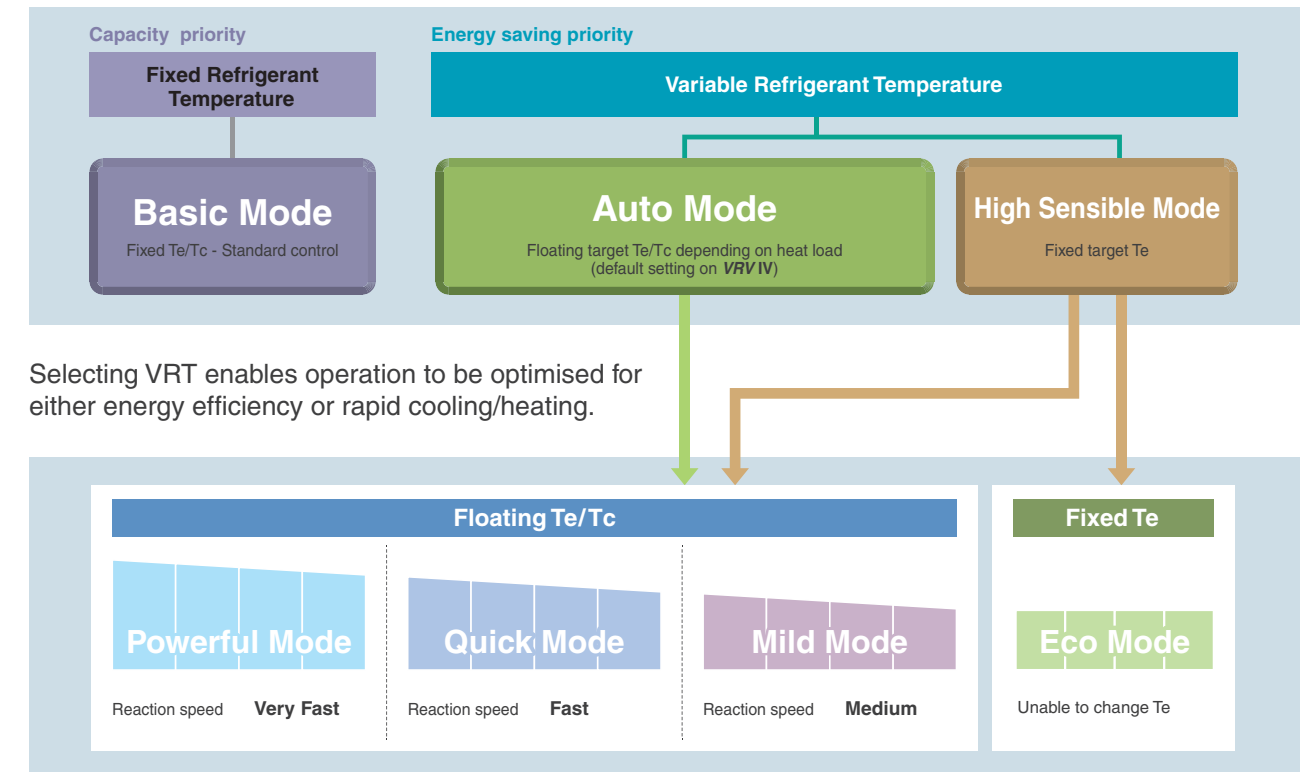 Capacity priority
Energy saving priority
Fixed Refrigerant
Temperature
Variable Refrigerant Temperature
Basic Mode
Fixed Te/Tc - Standard control
Auto Mode
Floating target Te/Tc depending on heat load
(default setting on VRV IV)
High Sensible Mode
Fixed target Te
Selecting VRT enables operation to be optimised for
either energy efficiency or rapid cooling/heating.
Floating Te/Tc
Fixed Te
Powerful Mode
Quick Mode
Mild Mode
Eco Mode
Reaction speed Very Fast
Reaction speed Fast
Reaction speed Medium
Unable to change Te